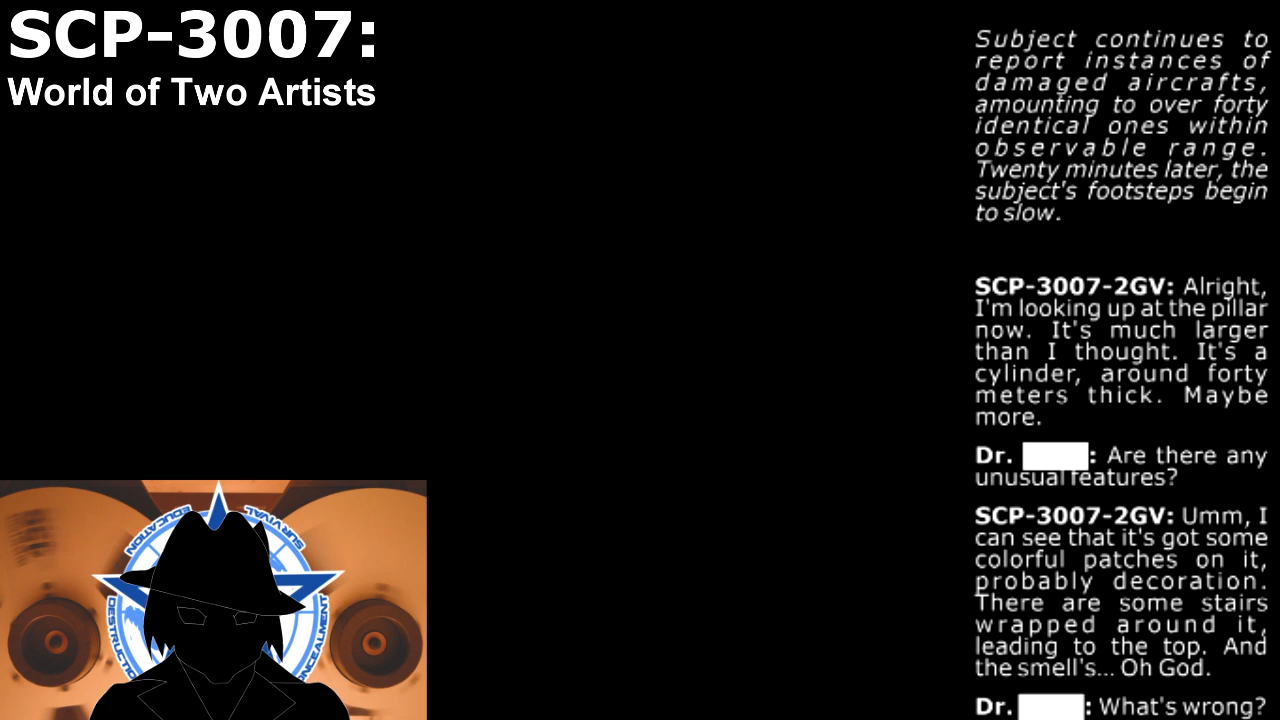 SCP-3007:
World of Two Artists
Subject continues to
report instances of
damaged aircrafts,
amounting to over forty
identical ones within
observable range.
Twenty minutes later, the
subject's footsteps begin
to slow.
SCP-3007-2GV: Alright,
I'm looking up at the pillar
now. It's much larger
than I thought. It's a
cylinder, around forty
meters thick. Maybe
more.
Dr. : Are there any
unusual features?
SCP-3007-2GV: Umm, I
can see that it's got some
colorful patches on it,
probably decoration.
There are some stairs
wrapped around it,
leading to the top. And
the smell's... Oh God.
Dr. : What's wrong?
EDUCATION
SURVIVAL